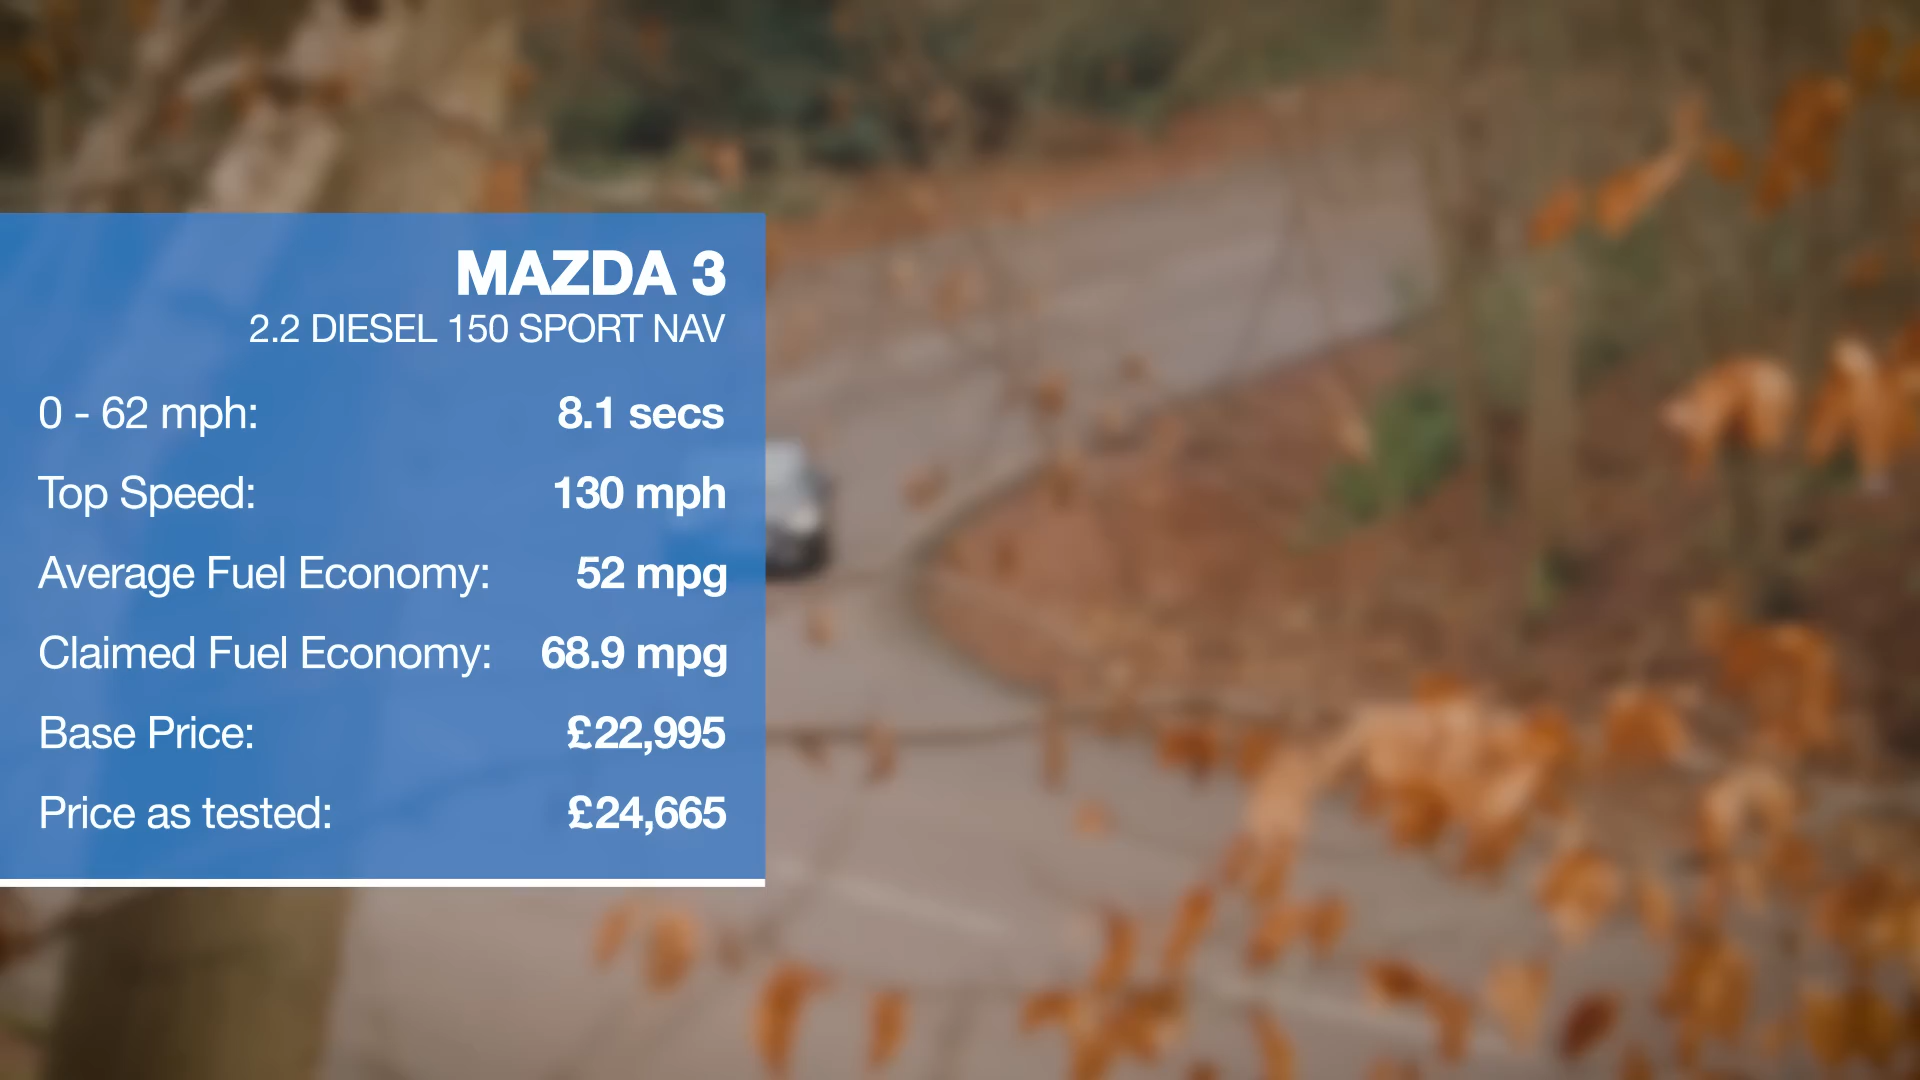 MAZDA 3
2.2 DIESEL 150 SPORT NAV
0 - 62 mph: 8.1 secs
Top Speed: 130 mph
Average Fuel Economy: 52 mpg
Claimed Fuel Economy: 68.9 mpg
Base Price: £22,995
Price as tested: £24,665